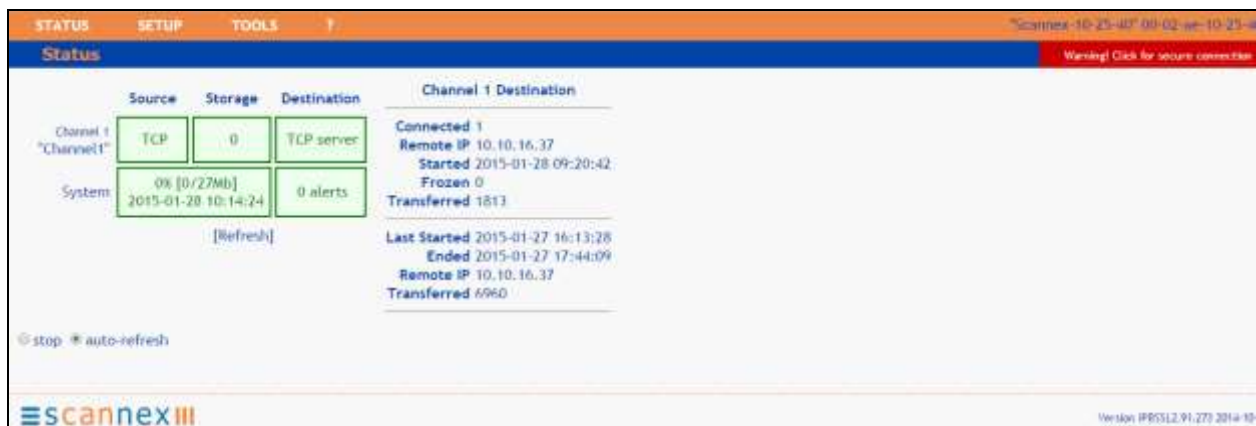 STATUS SETUP TOOLS ?
"Scannex-10-25-40" 00-02-ae-10-25-4
Status
Warning! Click for secure connection
Source Storage Destination
Channel 1
"Channel1"
TCP 0 TCP server
System
0% [0/27Mb]
2015-01-28 10:14:24
0 alerts
[Refresh]
Channel 1 Destination
Connected 1
Remote IP 10.10.16.37
Started 2015-01-28 09:20:42
Frozen 0
Transferred 1813
Last Started 2015-01-27 16:13:28
Ended 2015-01-27 17:44:09
Remote IP 10.10.16.37
Transferred 6960
stop auto-refresh
scannex
Version 2014-10-